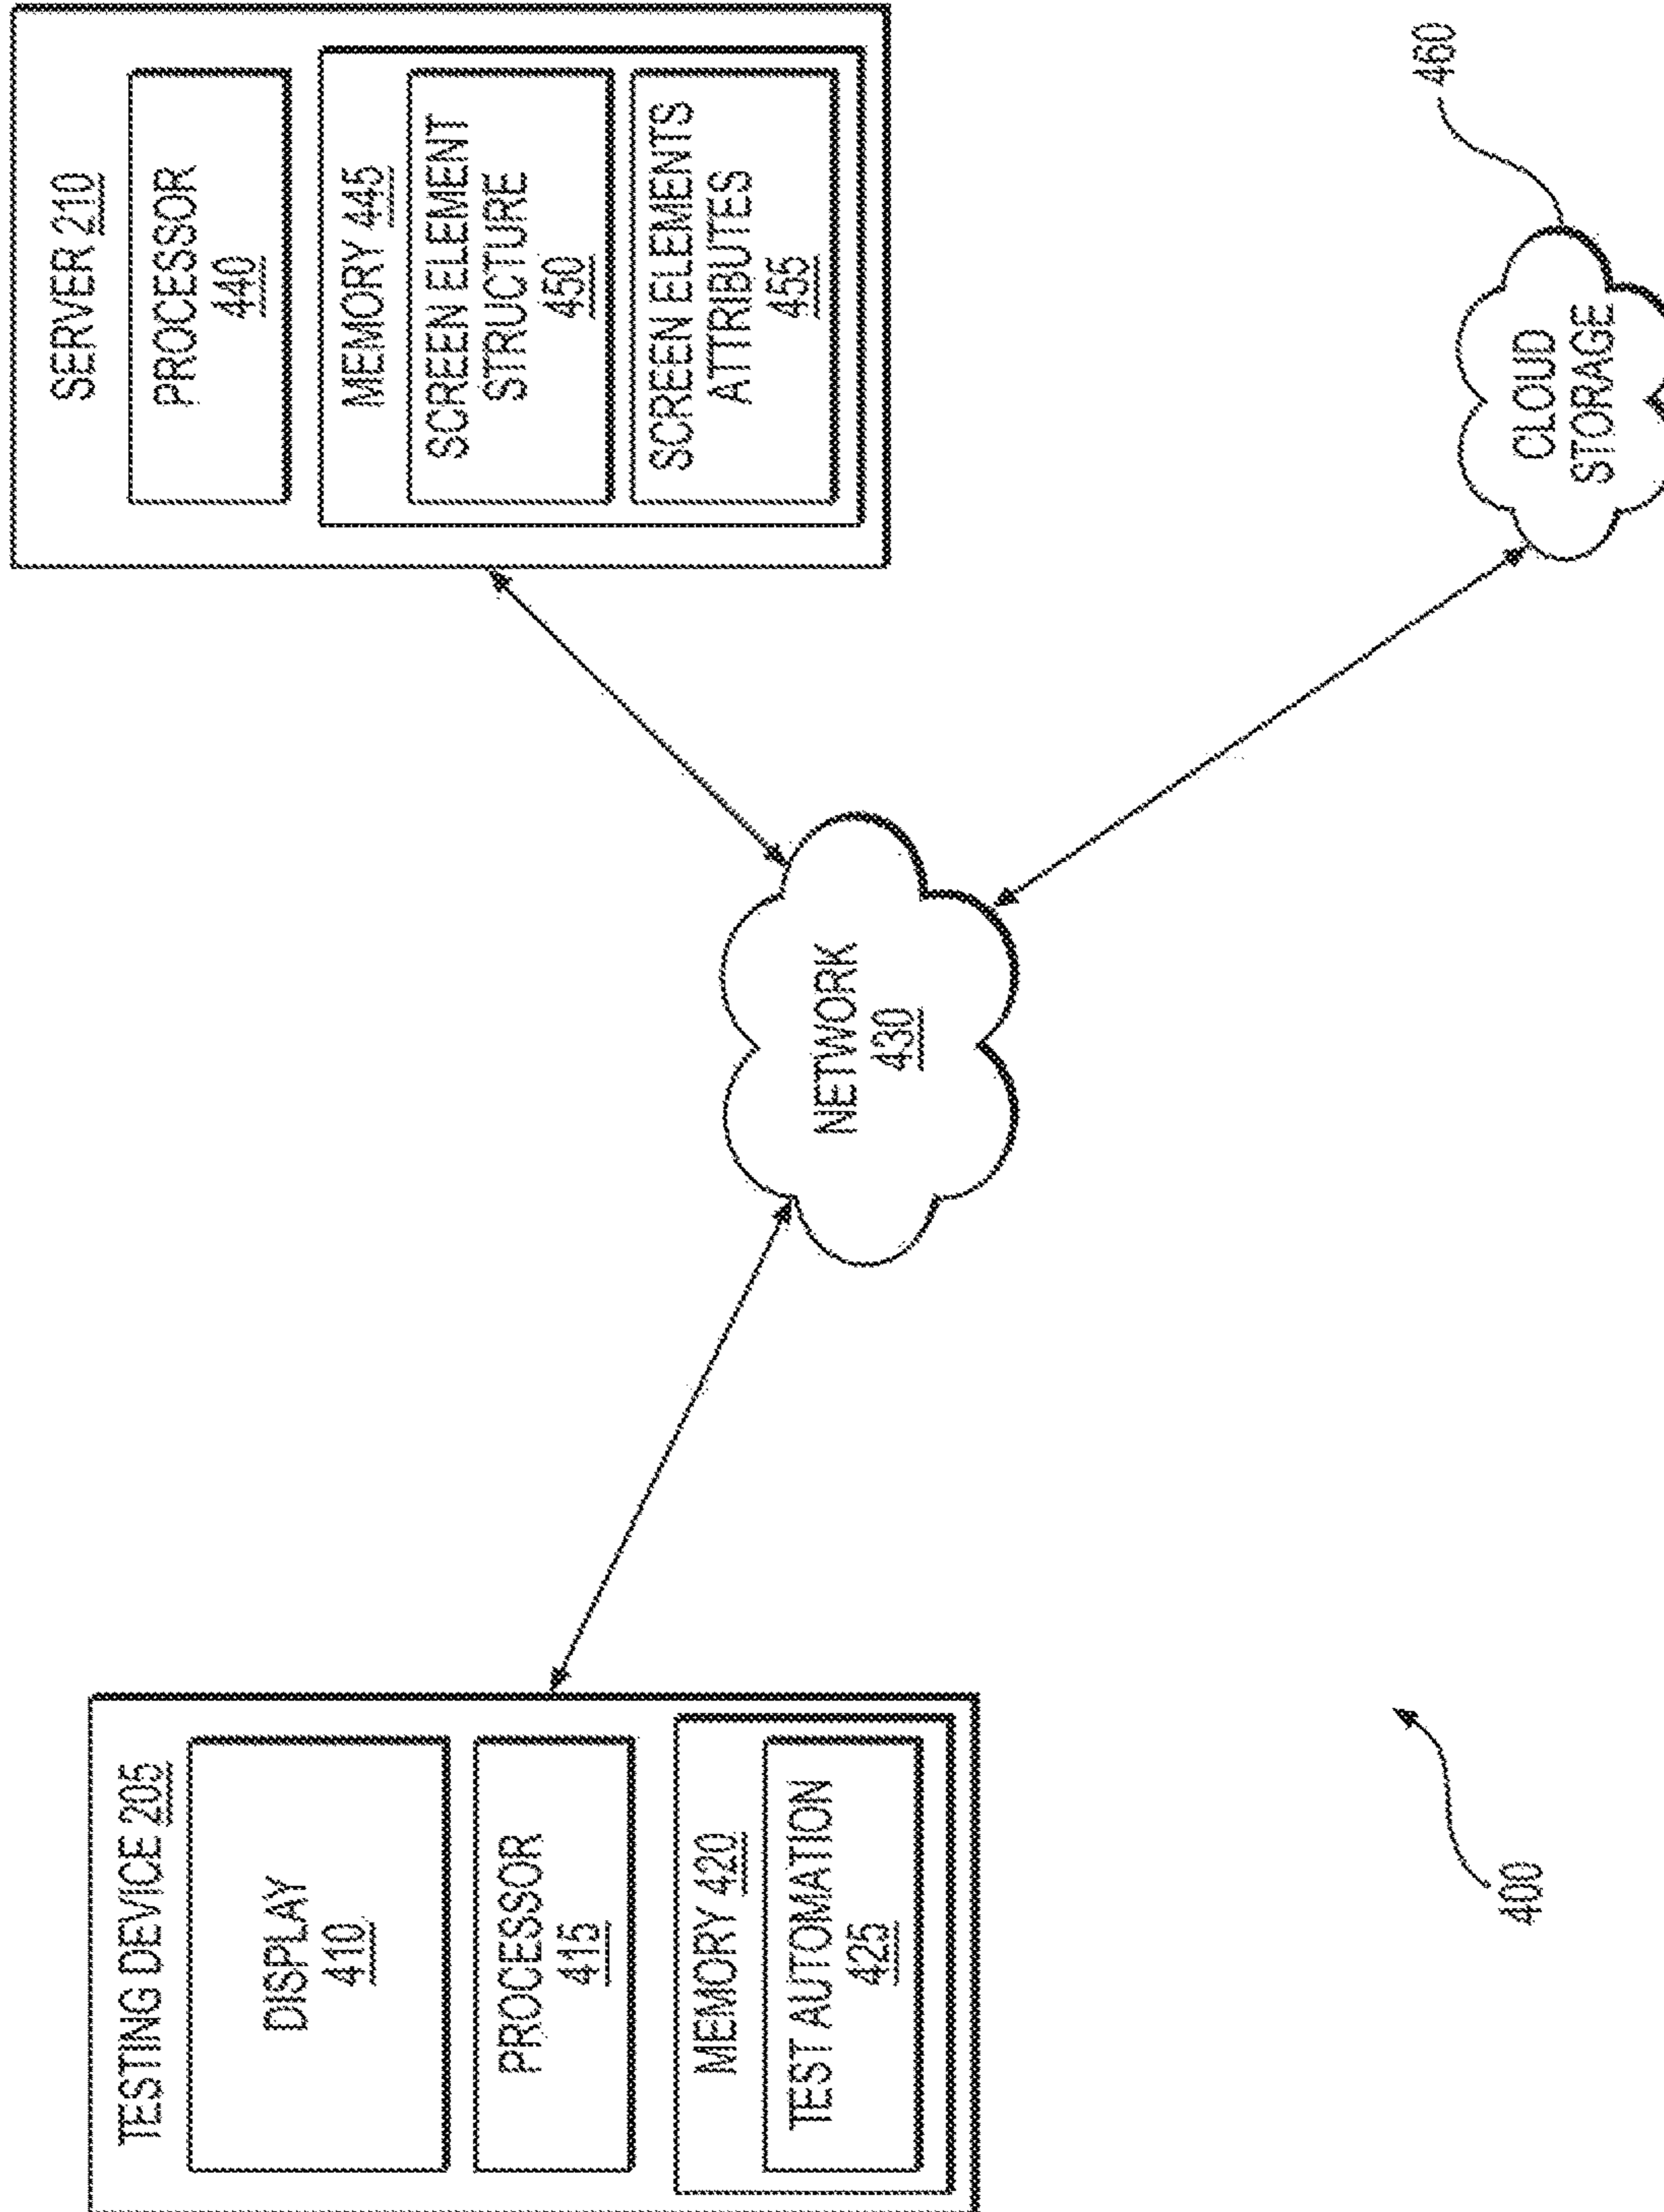 TESTING DEVICE 205
DISPLAY
410
PROCESSOR
415
MEMORY 420
TEST AUTOMATION
425
NETWORK
430
SERVER 210
PROCESSOR
440
MEMORY 445
SCREEN ELEMENT
STRUCTURE
450
SCREEN ELEMENTS
ATTRIBUTES
455
CLOUD
STORAGE
460
400